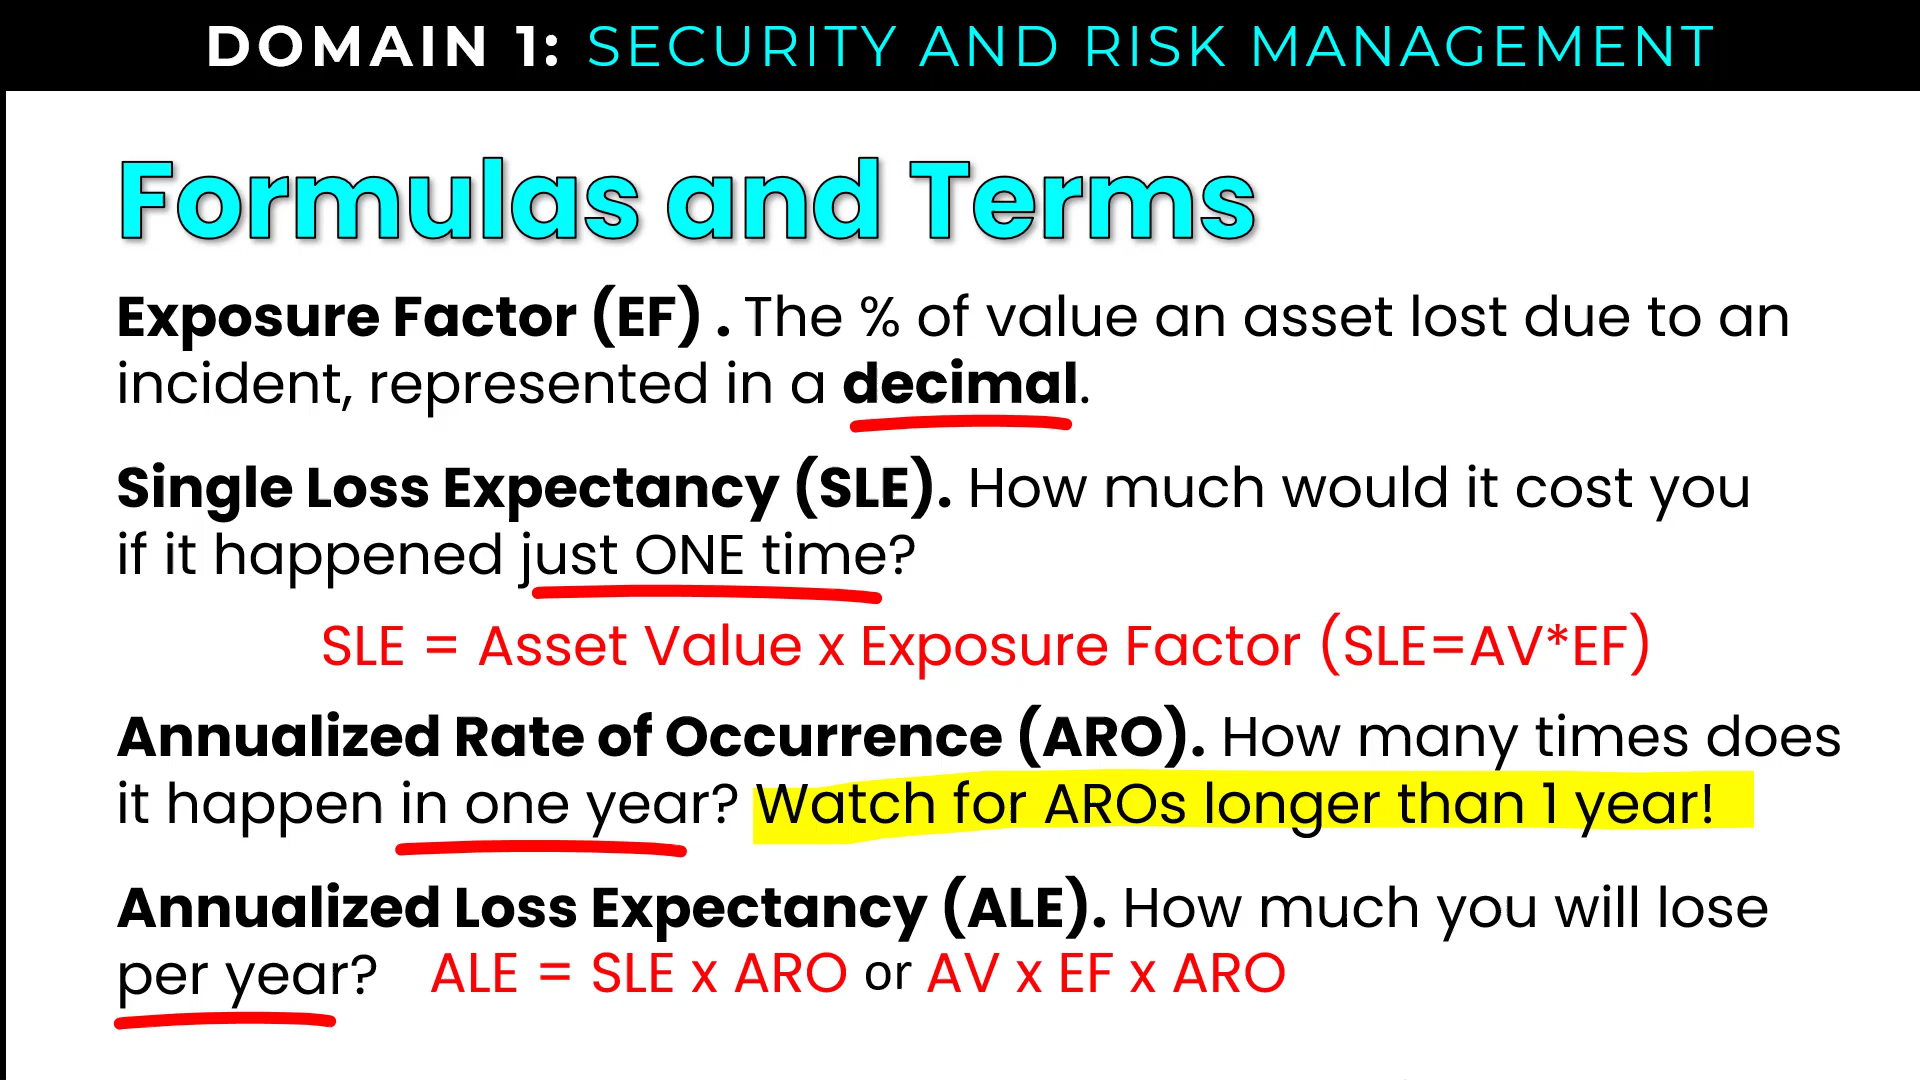 DOMAIN 1: SECURITY AND RISK MANAGEMENT
Formulas and Terms
Exposure Factor (EF) . The % of value an asset lost due to an
incident, represented in a decimal.
Single Loss Expectancy (SLE). How much would it cost you
if it happened just ONE time?
SLE = Asset Value x Exposure Factor (SLE=AV*EF)
Annualized Rate of Occurrence (ARO). How many times does
it happen in one year? Watch for AROs longer than 1 year!
Annualized Loss Expectancy (ALE). How much you will lose
per year? ALE = SLE x ARO or AV x EF x ARO